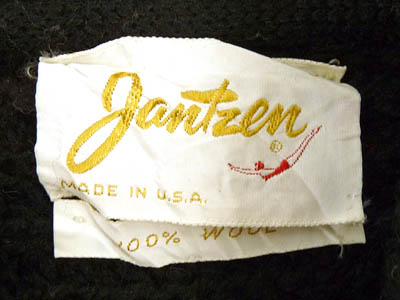 Jantzen ®
MADE IN U.S.A.
100% WOOL